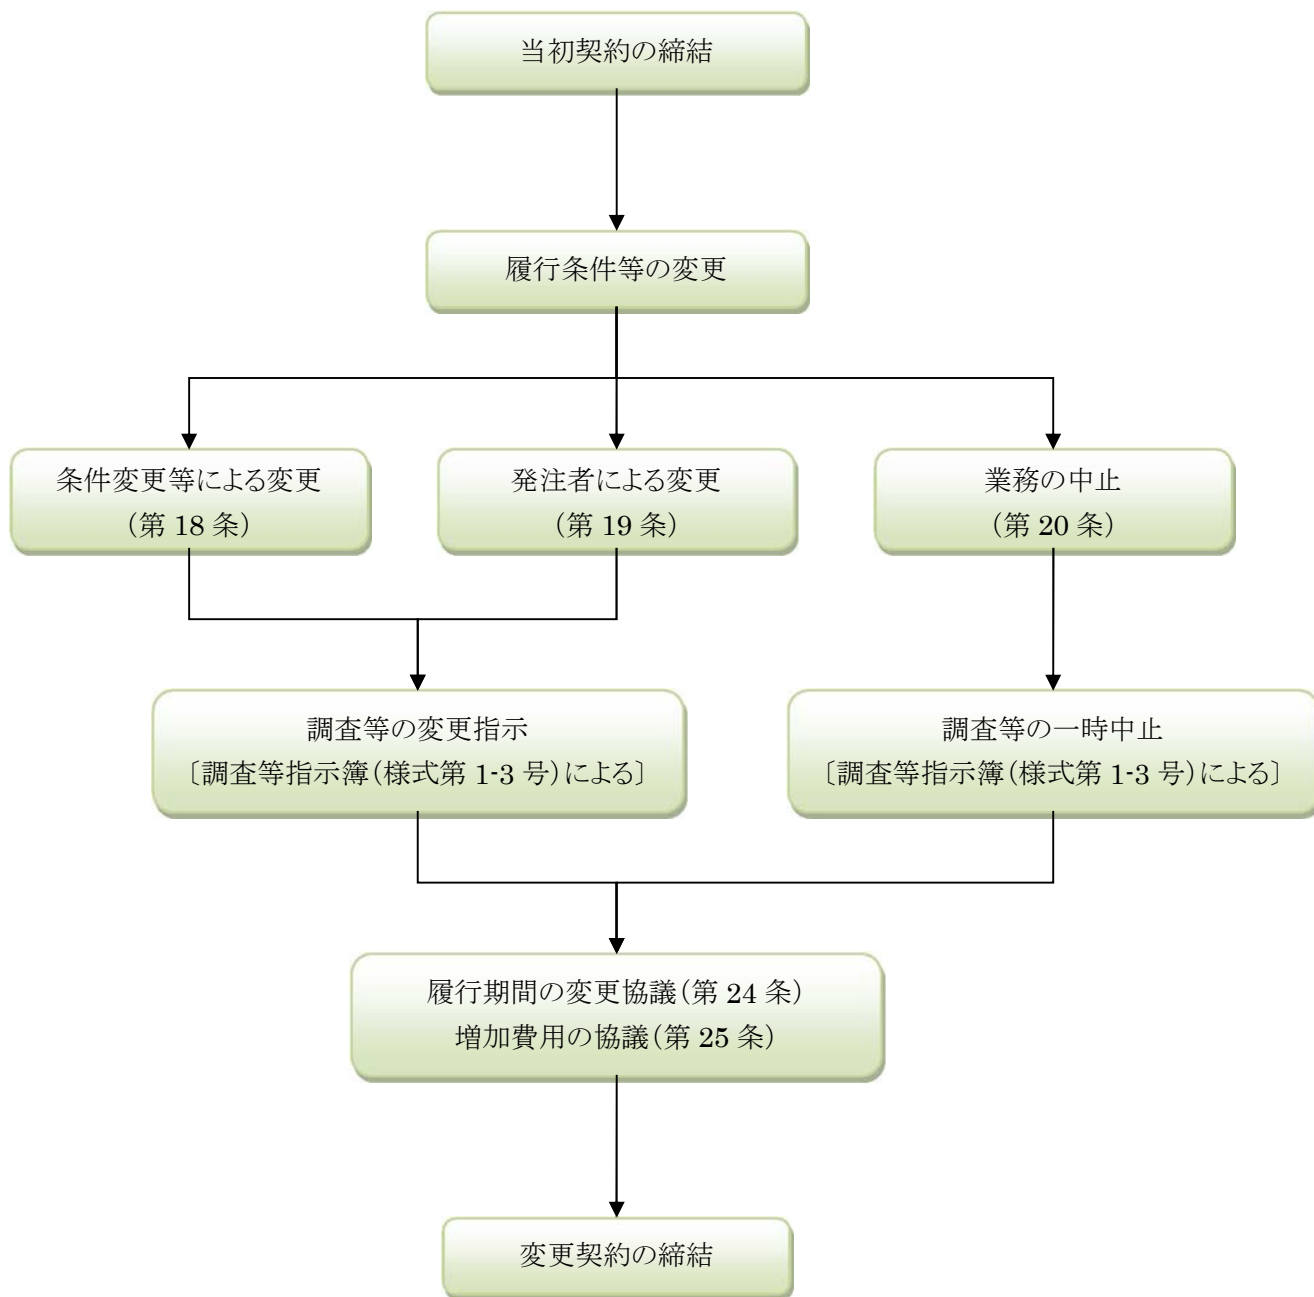 当初契約の締結
履行条件等の変更
条件変更等による変更
(第 18 条)
発注者による変更
(第 19 条)
業務の中止
(第 20 条)
調査等の変更指示
〔調査等指示簿(様式第 1-3 号)による〕
調査等の一時中止
〔調査等指示簿(様式第 1-3 号)による〕
履行期間の変更協議(第 24 条)
増加費用の協議(第 25 条)
変更契約の締結